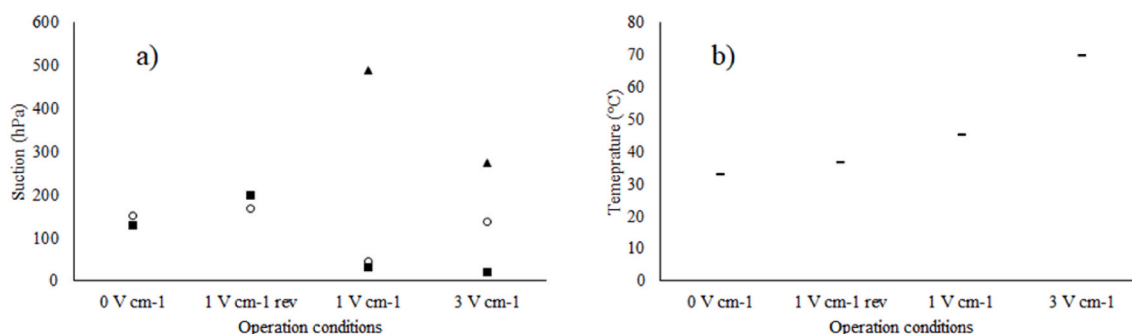 a)
Suction (hPa)
600
500
400
300
200
100
0
0 V cm-1 1 V cm-1 rev 1 V cm-1 3 V cm-1
Operation conditions
b)
Temeprature (°C)
80
70
60
50
40
30
20
10
0
0 V cm-1 1 V cm-1 rev 1 V cm-1 3 V cm-1
Operation conditions